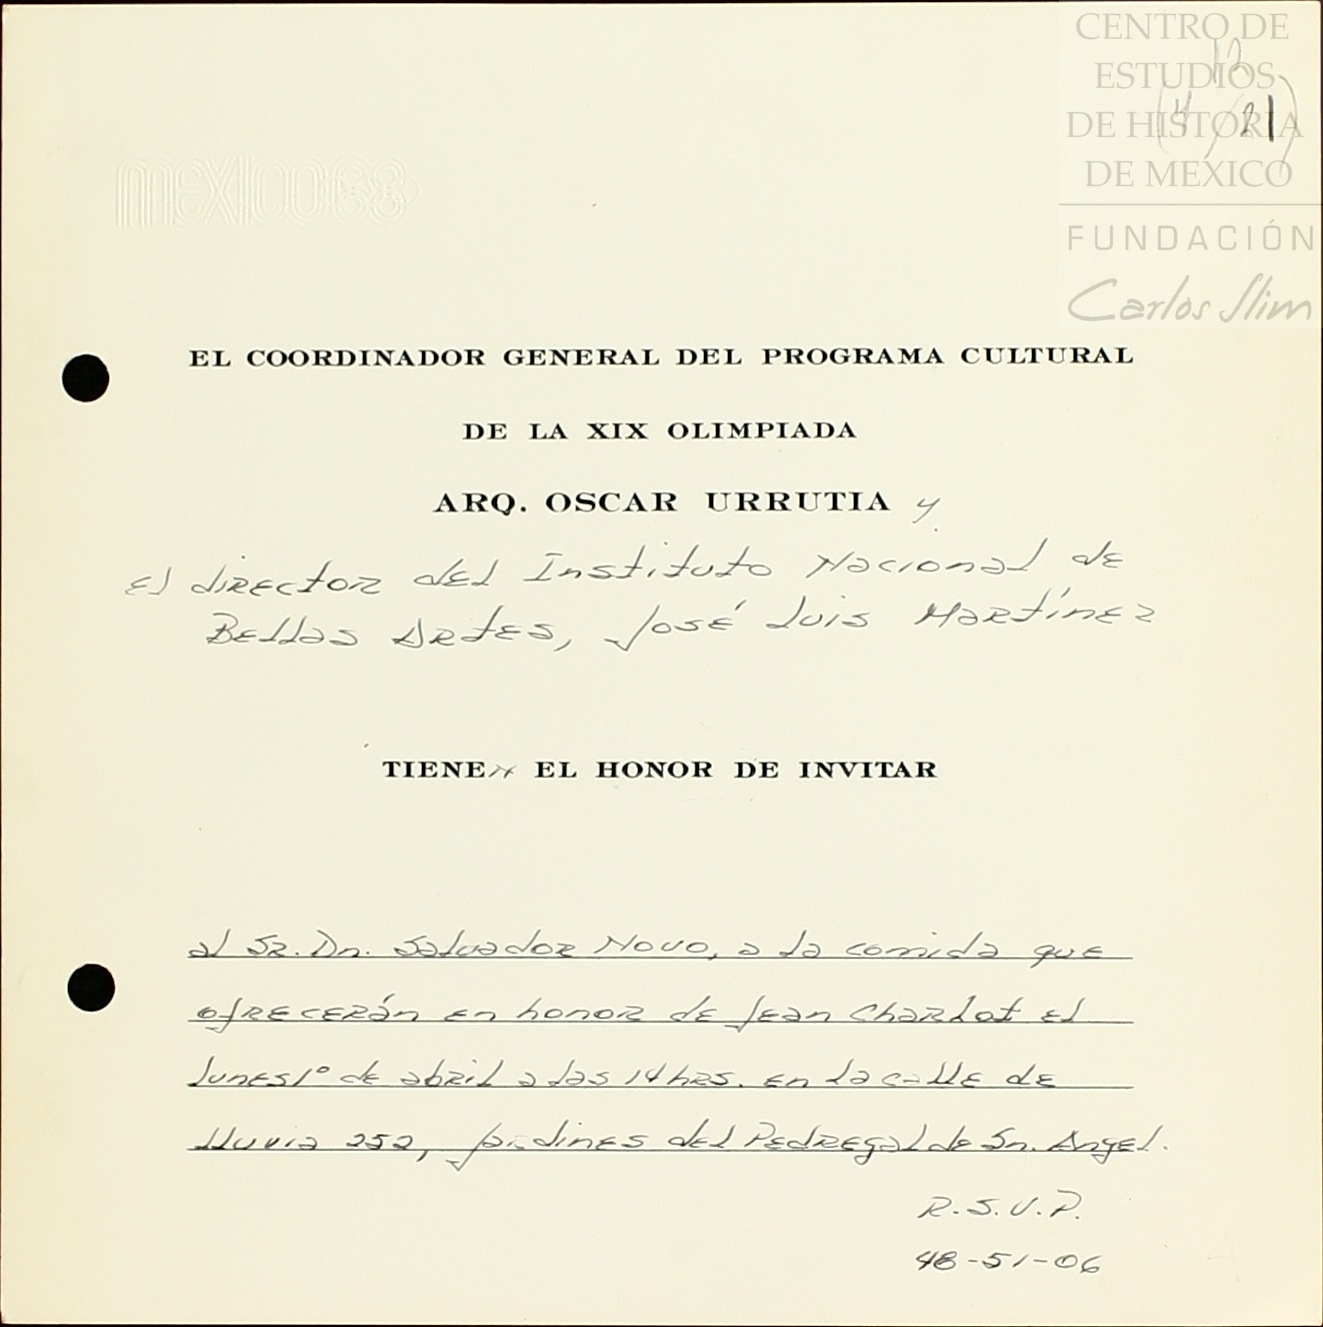 CENTRO DE
ESTUDIOS
DE HISTORIA
DE MEXICO
FUNDACIÓN
Carlos Slim
13
(4/21)
MEXICO68
EL COORDINADOR GENERAL DEL PROGRAMA CULTURAL
DE LA XIX OLIMPIADA
ARQ. OSCAR URRUTIA y
El director del Instituto Nacional de
Bellas Artes, José Luis Martínez
TIENEN EL HONOR DE INVITAR
al Sr. Dn. Salvador Novo, a la comida que
ofrecerán en honor de Jean Charlot el
lunes 1º de abril a las 14 hrs. en la calle de
Lluvia 252, Jardines del Pedregal de Sn. Angel.
R.S.V.P.
48-51-06